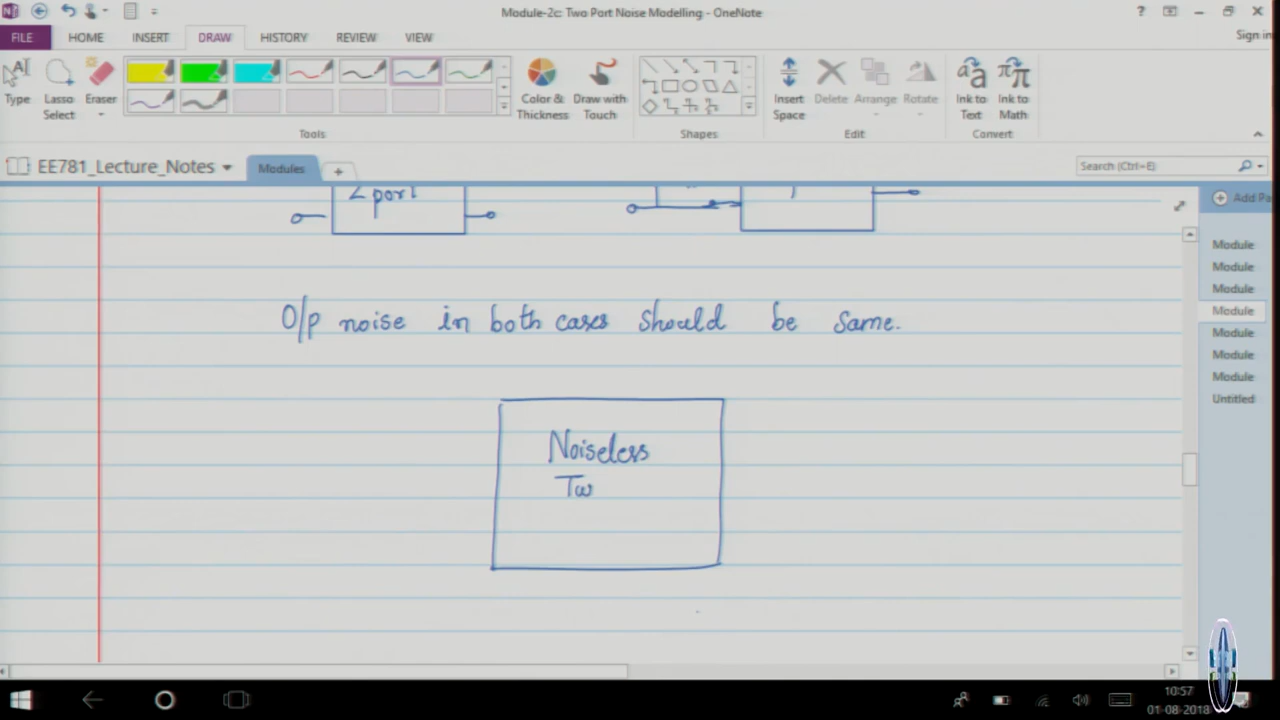 Module-2c: Two Port Noise Modelling - OneNote
Sign in
FILE HOME INSERT DRAW HISTORY REVIEW VIEW
Type
Lasso Select
Eraser
Color & Thickness
Draw with Touch
Insert Space
Delete
Arrange
Rotate
Ink to Text
Ink to Math
Tools
Shapes
Edit
Convert
EE781_Lecture_Notes
Modules
Search (Ctrl+E)
Add Pa
Module
Module
Module
Module
Module
Module
Module
Untitled
2 port
O/p noise in both cases should be same.
Noiseless
Tw
10:57
01-08-2018